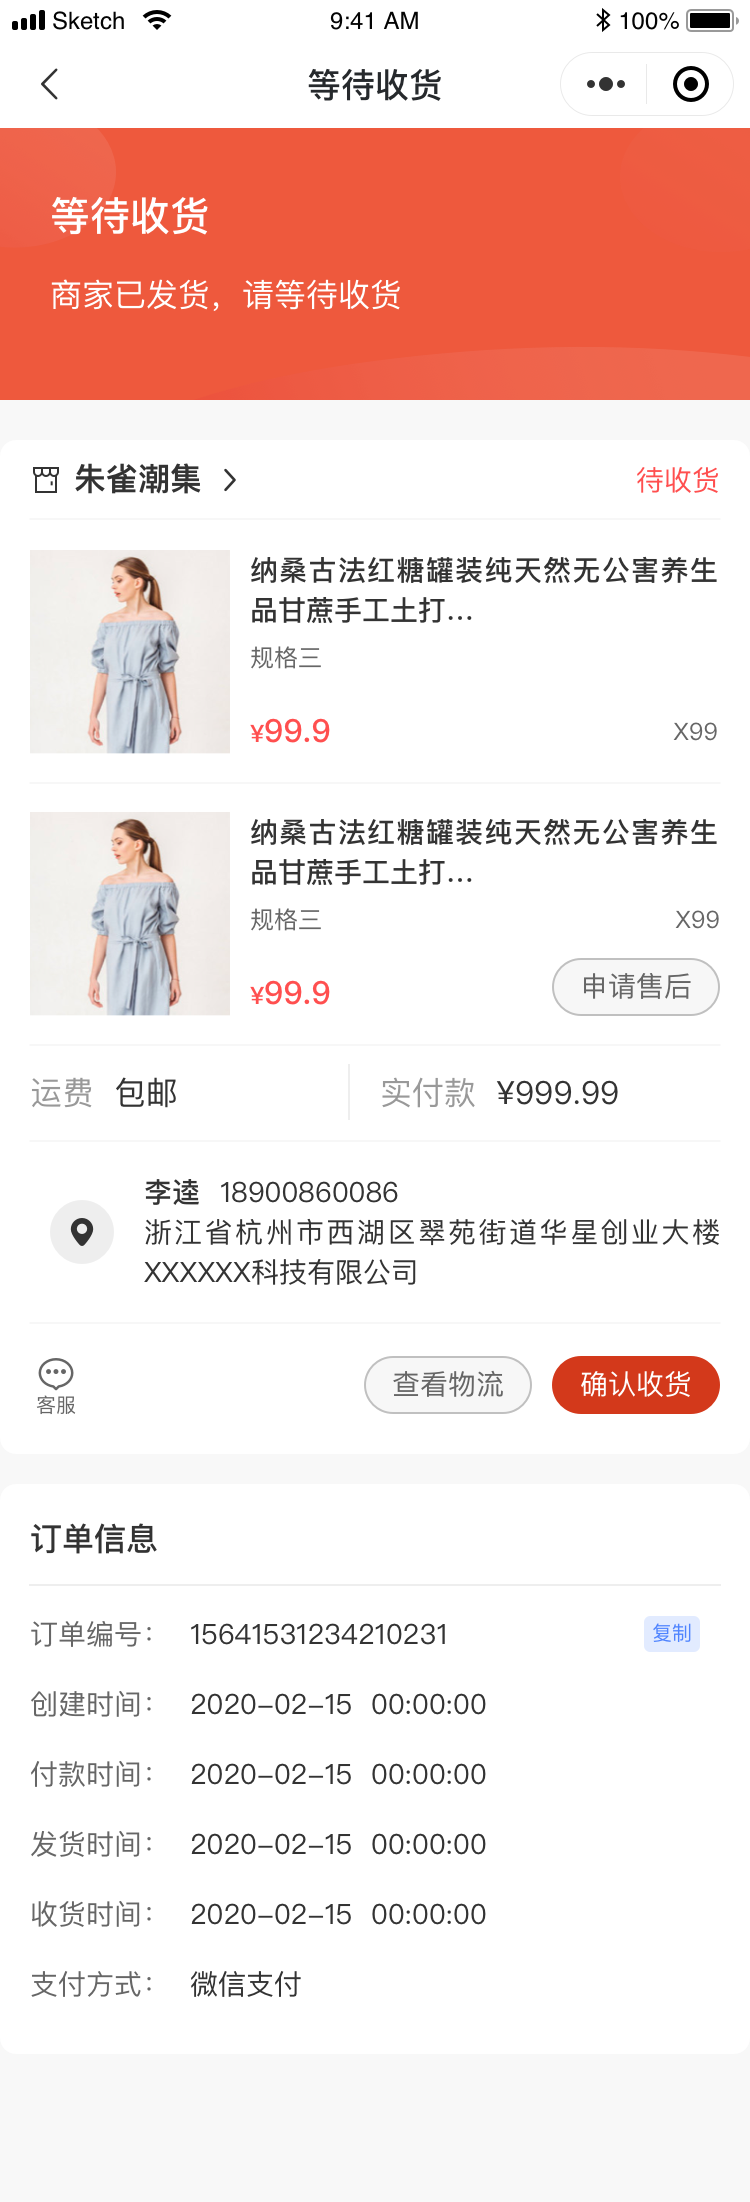 Sketch 9:41 AM 100%
等待收货
等待收货
商家已发货，请等待收货
朱雀潮集 待收货
纳桑古法红糖罐装纯天然无公害养生
品甘蔗手工土打...
规格三
¥99.9 X99
纳桑古法红糖罐装纯天然无公害养生
品甘蔗手工土打...
规格三 X99
¥99.9 申请售后
运费 包邮 实付款 ¥999.99
李逵 18900860086
浙江省杭州市西湖区翠苑街道华星创业大楼
XXXXXX科技有限公司
客服 查看物流 确认收货
订单信息
订单编号： 15641531234210231 复制
创建时间： 2020-02-15 00:00:00
付款时间： 2020-02-15 00:00:00
发货时间： 2020-02-15 00:00:00
收货时间： 2020-02-15 00:00:00
支付方式： 微信支付